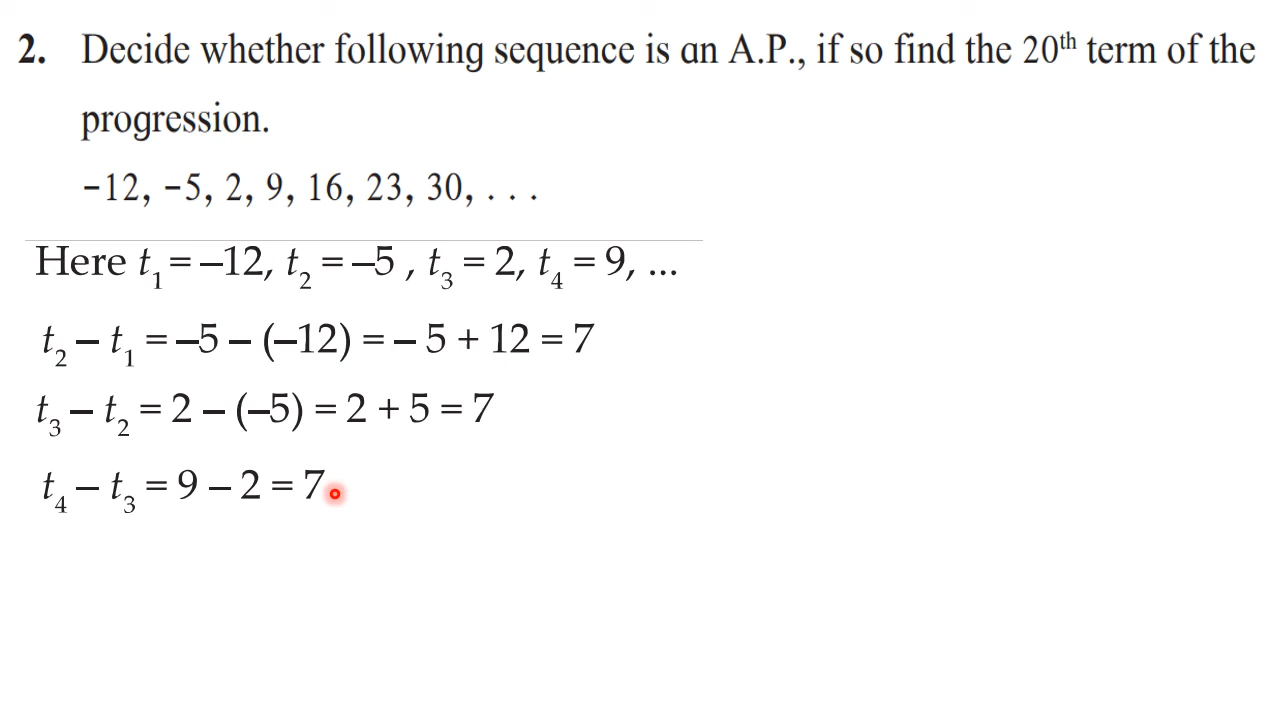 2. Decide whether following sequence is an A.P., if so find the 20th term of the
progression.
−12, −5, 2, 9, 16, 23, 30, . . .
Here t₁ = –12, t₂ = –5 , t₃ = 2, t₄ = 9, ...
t₂ – t₁ = –5 – (–12) = – 5 + 12 = 7
t₃ – t₂ = 2 – (–5) = 2 + 5 = 7
t₄ – t₃ = 9 – 2 = 7